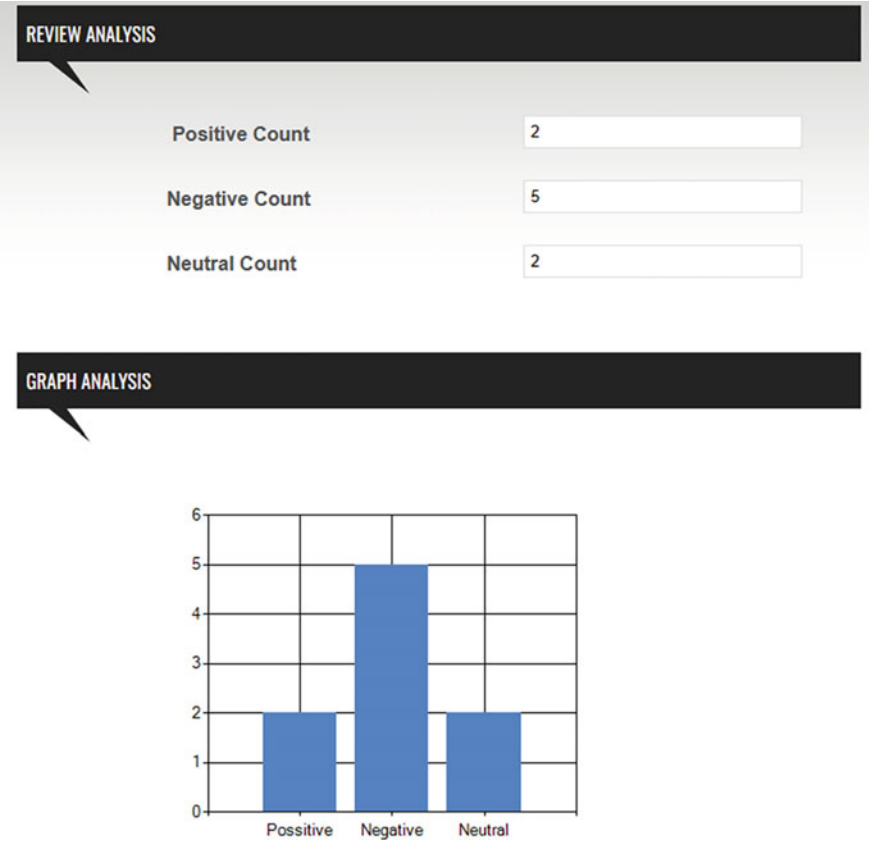 REVIEW ANALYSIS
Positive Count 2
Negative Count 5
Neutral Count 2
GRAPH ANALYSIS
6
5
4
3
2
1
0
Possitive Negative Neutral